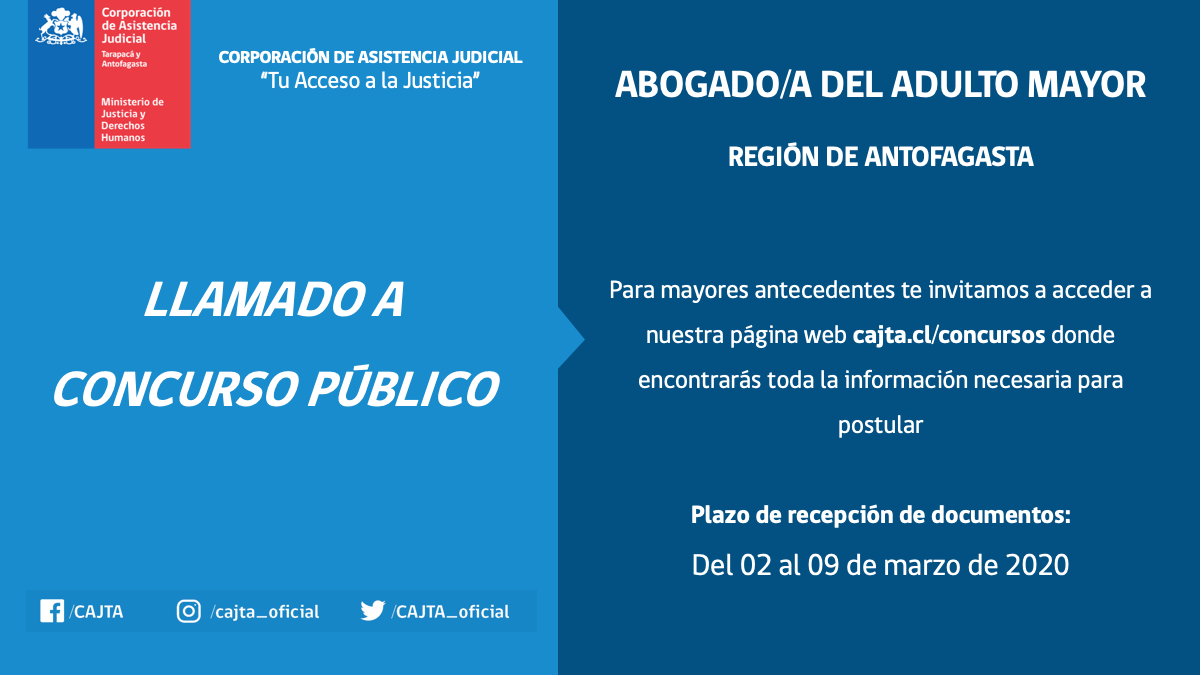 Corporación
de Asistencia
Judicial
Tarapacá y
Antofagasta
Ministerio de
Justicia y
Derechos
Humanos
CORPORACIÓN DE ASISTENCIA JUDICIAL
“Tu Acceso a la Justicia”
LLAMADO A
CONCURSO PÚBLICO
/CAJTA
/cajta_oficial
/CAJTA_oficial
ABOGADO/A DEL ADULTO MAYOR
REGIÓN DE ANTOFAGASTA
Para mayores antecedentes te invitamos a acceder a
nuestra página web cajta.cl/concursos donde
encontrarás toda la información necesaria para
postular
Plazo de recepción de documentos:
Del 02 al 09 de marzo de 2020